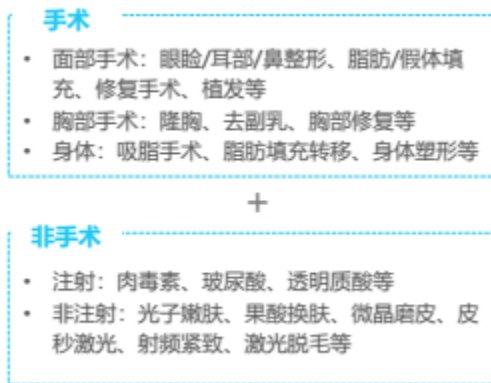 手术
• 面部手术：眼睑/耳部/鼻整形、脂肪/假体填
充、修复手术、植发等
• 胸部手术：隆胸、去副乳、胸部修复等
• 身体：吸脂手术、脂肪填充转移、身体塑形等
+
非手术
• 注射：肉毒素、玻尿酸、透明质酸等
• 非注射：光子嫩肤、果酸换肤、微晶磨皮、皮
秒激光、射频紧致、激光脱毛等